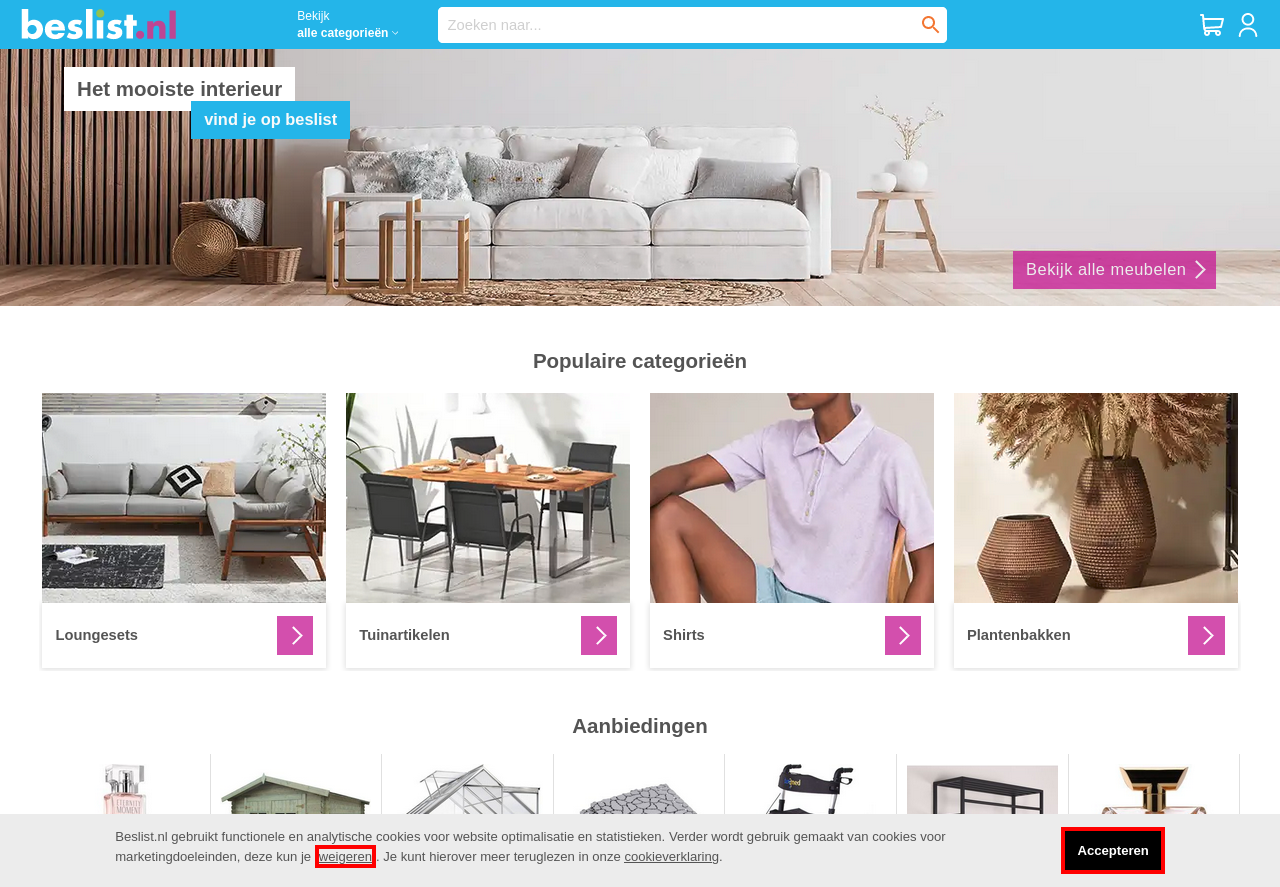 beslist.nl
Bekijk
alle categorieën
Zoeken naar...
Het mooiste interieur
vind je op beslist
Bekijk alle meubelen
Populaire categorieën
Loungesets
Tuinartikelen
Shirts
Plantenbakken
Aanbiedingen
ETERNITY
MOMENT
Beslist.nl gebruikt functionele en analytische cookies voor website optimalisatie en statistieken. Verder wordt gebruik gemaakt van cookies voor
marketingdoeleinden, deze kun je weigeren. Je kunt hierover meer teruglezen in onze cookieverklaring.
Accepteren